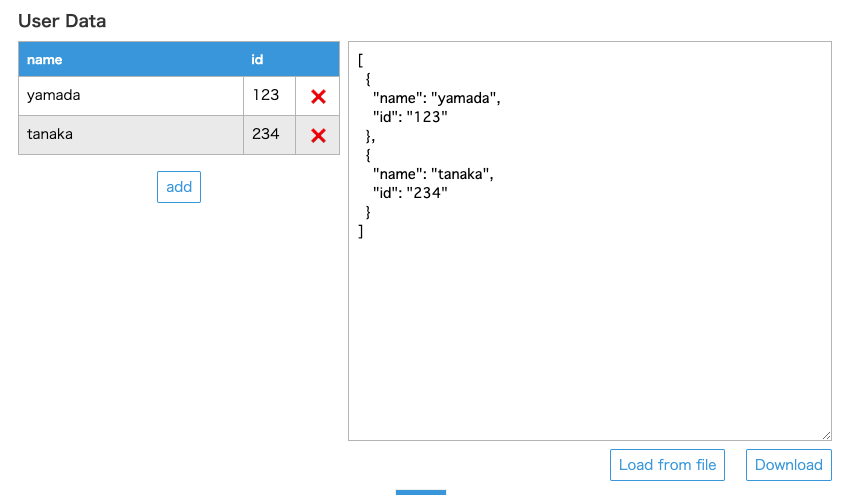 User Data
name id
yamada 123
tanaka 234
add
[
  {
    "name": "yamada",
    "id": "123"
  },
  {
    "name": "tanaka",
    "id": "234"
  }
]
Load from file Download